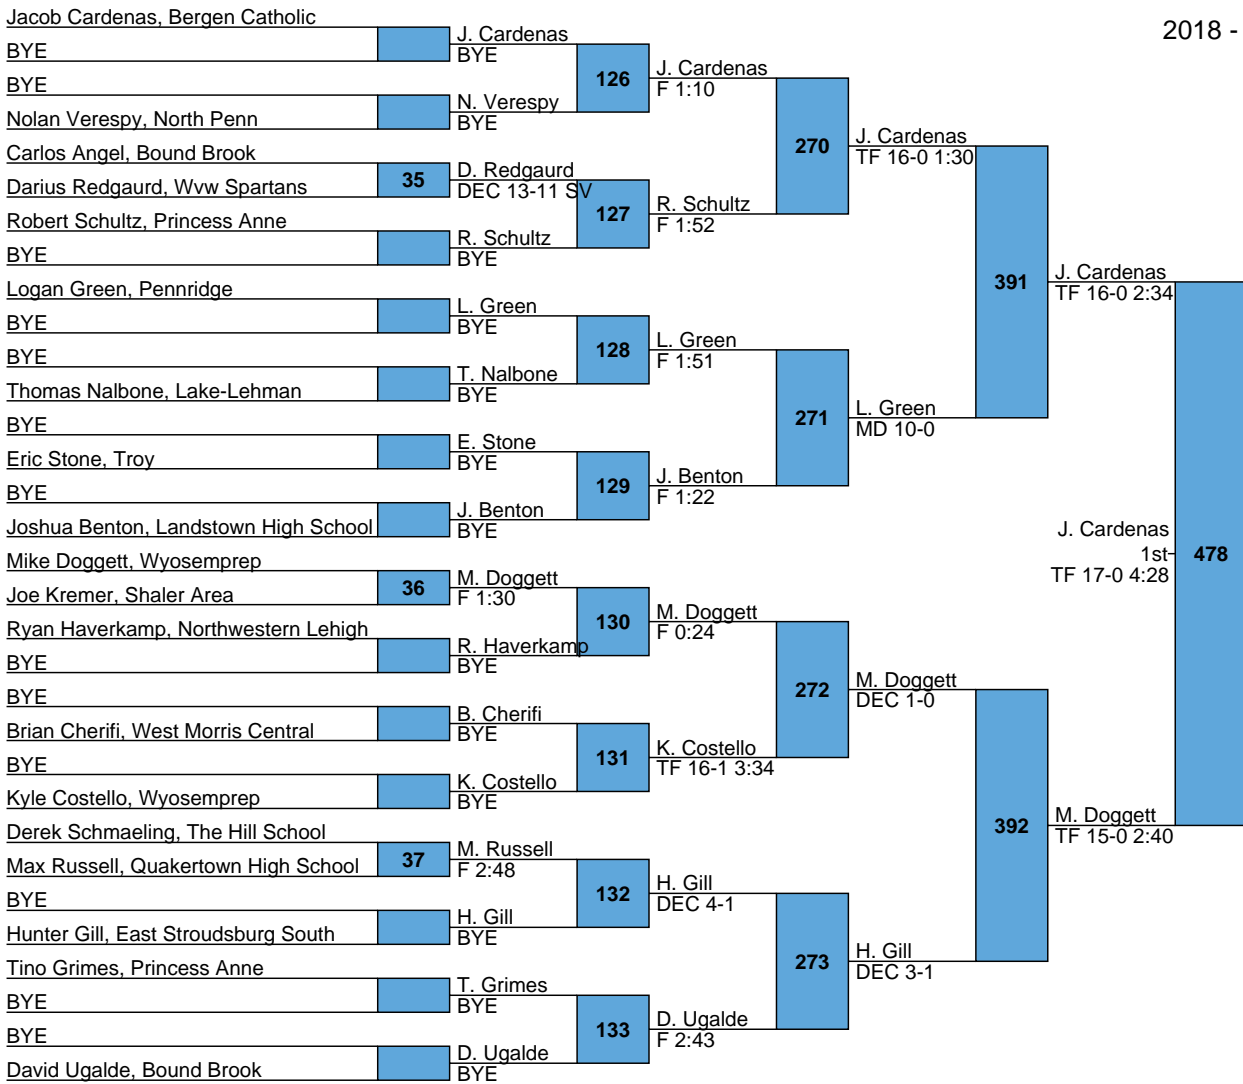 Jacob Cardenas, Bergen Catholic
2018 -
J. Cardenas
BYE
BYE
126
J. Cardenas
F 1:10
BYE
N. Verespy
BYE
Nolan Verespy, North Penn
270
J. Cardenas
TF 16-0 1:30
Carlos Angel, Bound Brook
35
D. Redgaurd
DEC 13-11 SV
Darius Redgaurd, Wvw Spartans
127
R. Schultz
F 1:52
Robert Schultz, Princess Anne
R. Schultz
BYE
BYE
391
J. Cardenas
TF 16-0 2:34
Logan Green, Pennridge
L. Green
BYE
BYE
128
L. Green
F 1:51
BYE
T. Nalbone
BYE
Thomas Nalbone, Lake-Lehman
271
L. Green
MD 10-0
BYE
E. Stone
BYE
Eric Stone, Troy
129
J. Benton
F 1:22
BYE
J. Benton
BYE
Joshua Benton, Landstown High School
J. Cardenas
1st
TF 17-0 4:28
478
Mike Doggett, Wyosemprep
36
M. Doggett
F 1:30
Joe Kremer, Shaler Area
130
M. Doggett
F 0:24
Ryan Haverkamp, Northwestern Lehigh
R. Haverkamp
BYE
BYE
272
M. Doggett
DEC 1-0
BYE
B. Cherifi
BYE
Brian Cherifi, West Morris Central
131
K. Costello
TF 16-1 3:34
BYE
K. Costello
BYE
Kyle Costello, Wyosemprep
392
M. Doggett
TF 15-0 2:40
Derek Schmaeling, The Hill School
37
M. Russell
F 2:48
Max Russell, Quakertown High School
132
H. Gill
DEC 4-1
BYE
H. Gill
BYE
Hunter Gill, East Stroudsburg South
273
H. Gill
DEC 3-1
Tino Grimes, Princess Anne
T. Grimes
BYE
BYE
133
D. Ugalde
F 2:43
BYE
D. Ugalde
BYE
David Ugalde, Bound Brook